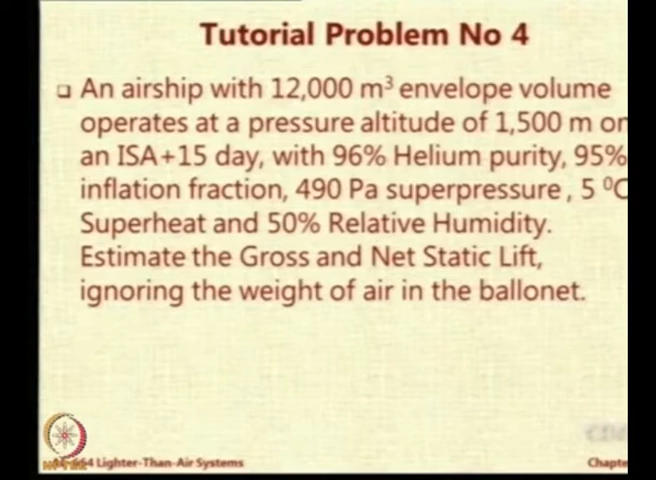 Tutorial Problem No 4
An airship with 12,000 m³ envelope volume
operates at a pressure altitude of 1,500 m on
an ISA+15 day, with 96% Helium purity, 95%
inflation fraction, 490 Pa superpressure , 5 ⁰C
Superheat and 50% Relative Humidity.
Estimate the Gross and Net Static Lift,
ignoring the weight of air in the ballonet.
664 Lighter-Than-Air Systems
Chapte
NPTEL